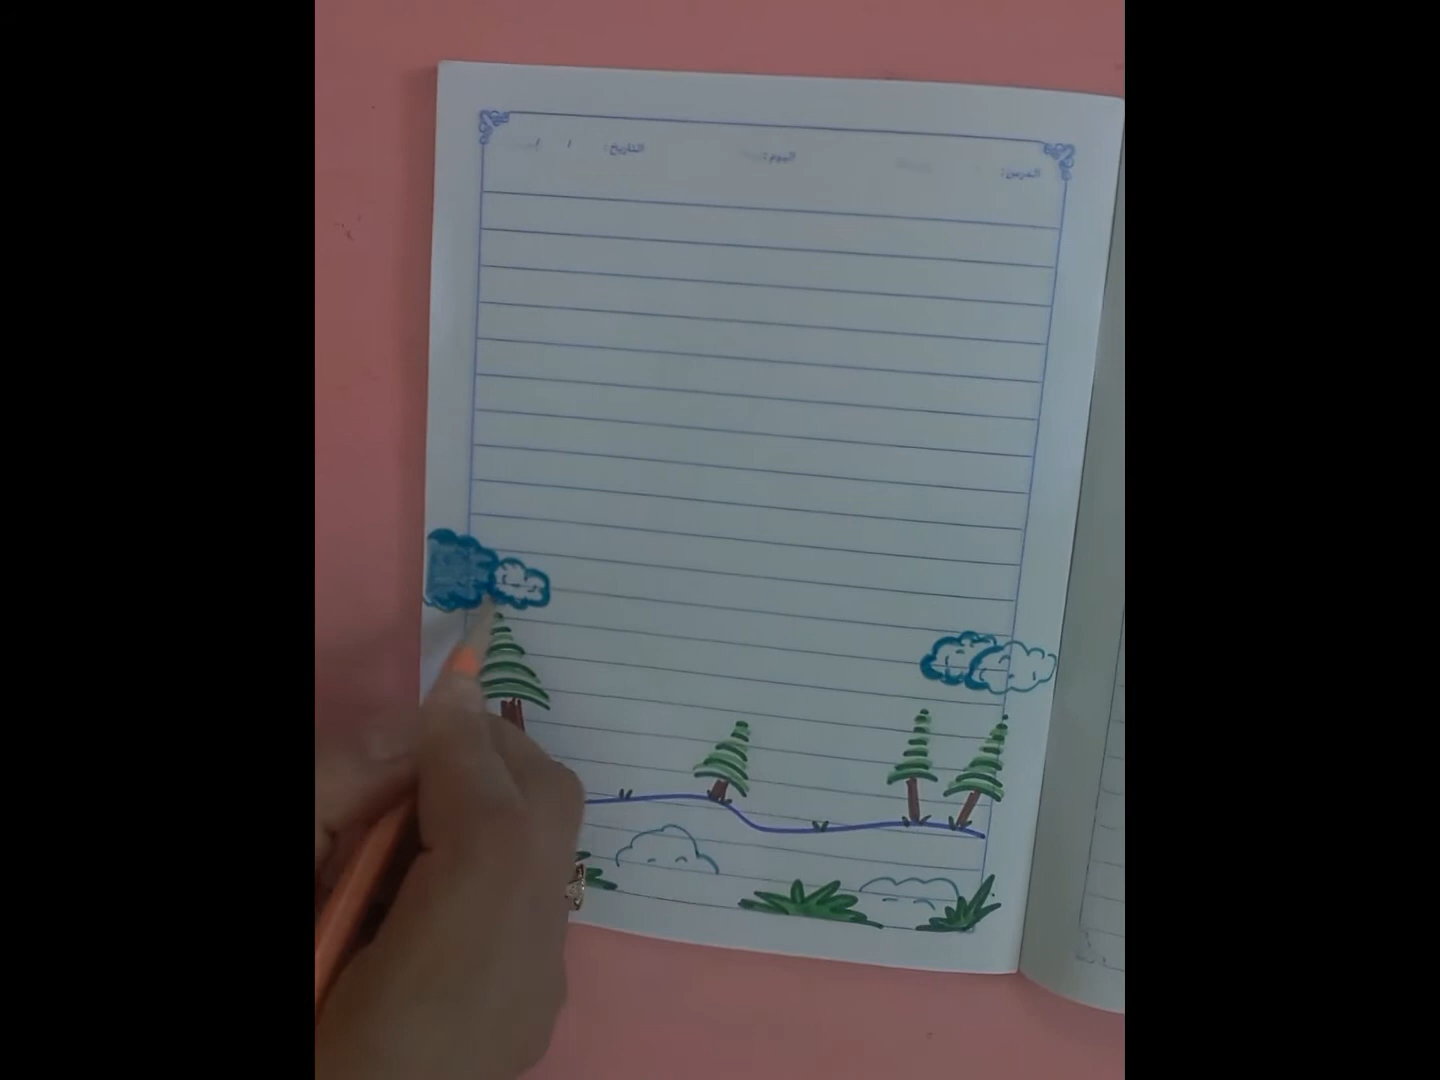 الدرس : اليوم : التاريخ : / /